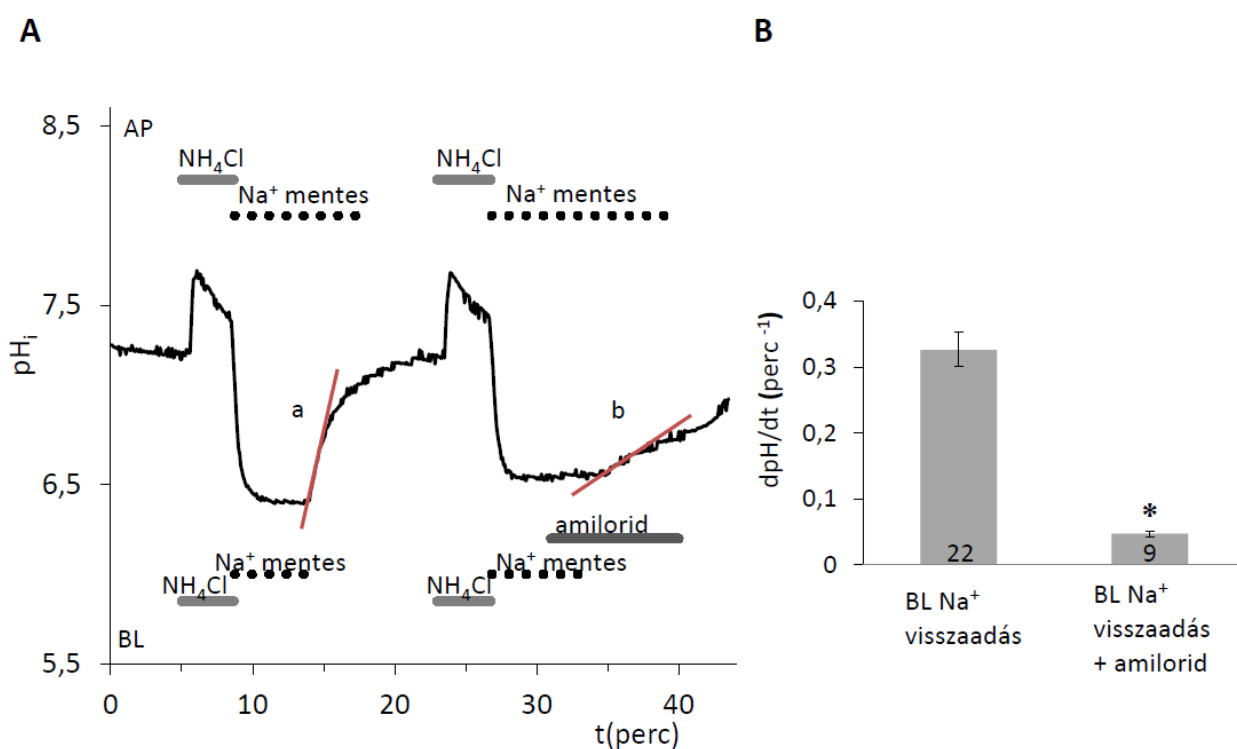 A
B
8,5
AP
NH₄Cl
NH₄Cl
Na⁺ mentes
Na⁺ mentes
7,5
pHᵢ
a
b
6,5
amilorid
Na⁺ mentes
Na⁺ mentes
NH₄Cl
NH₄Cl
BL
5,5
0
10
20
30
40
t(perc)
0,4
0,3
0,2
0,1
0
dpH/dt (perc ⁻¹)
*
22
9
BL Na⁺
visszaadás
BL Na⁺
visszaadás
+ amilorid